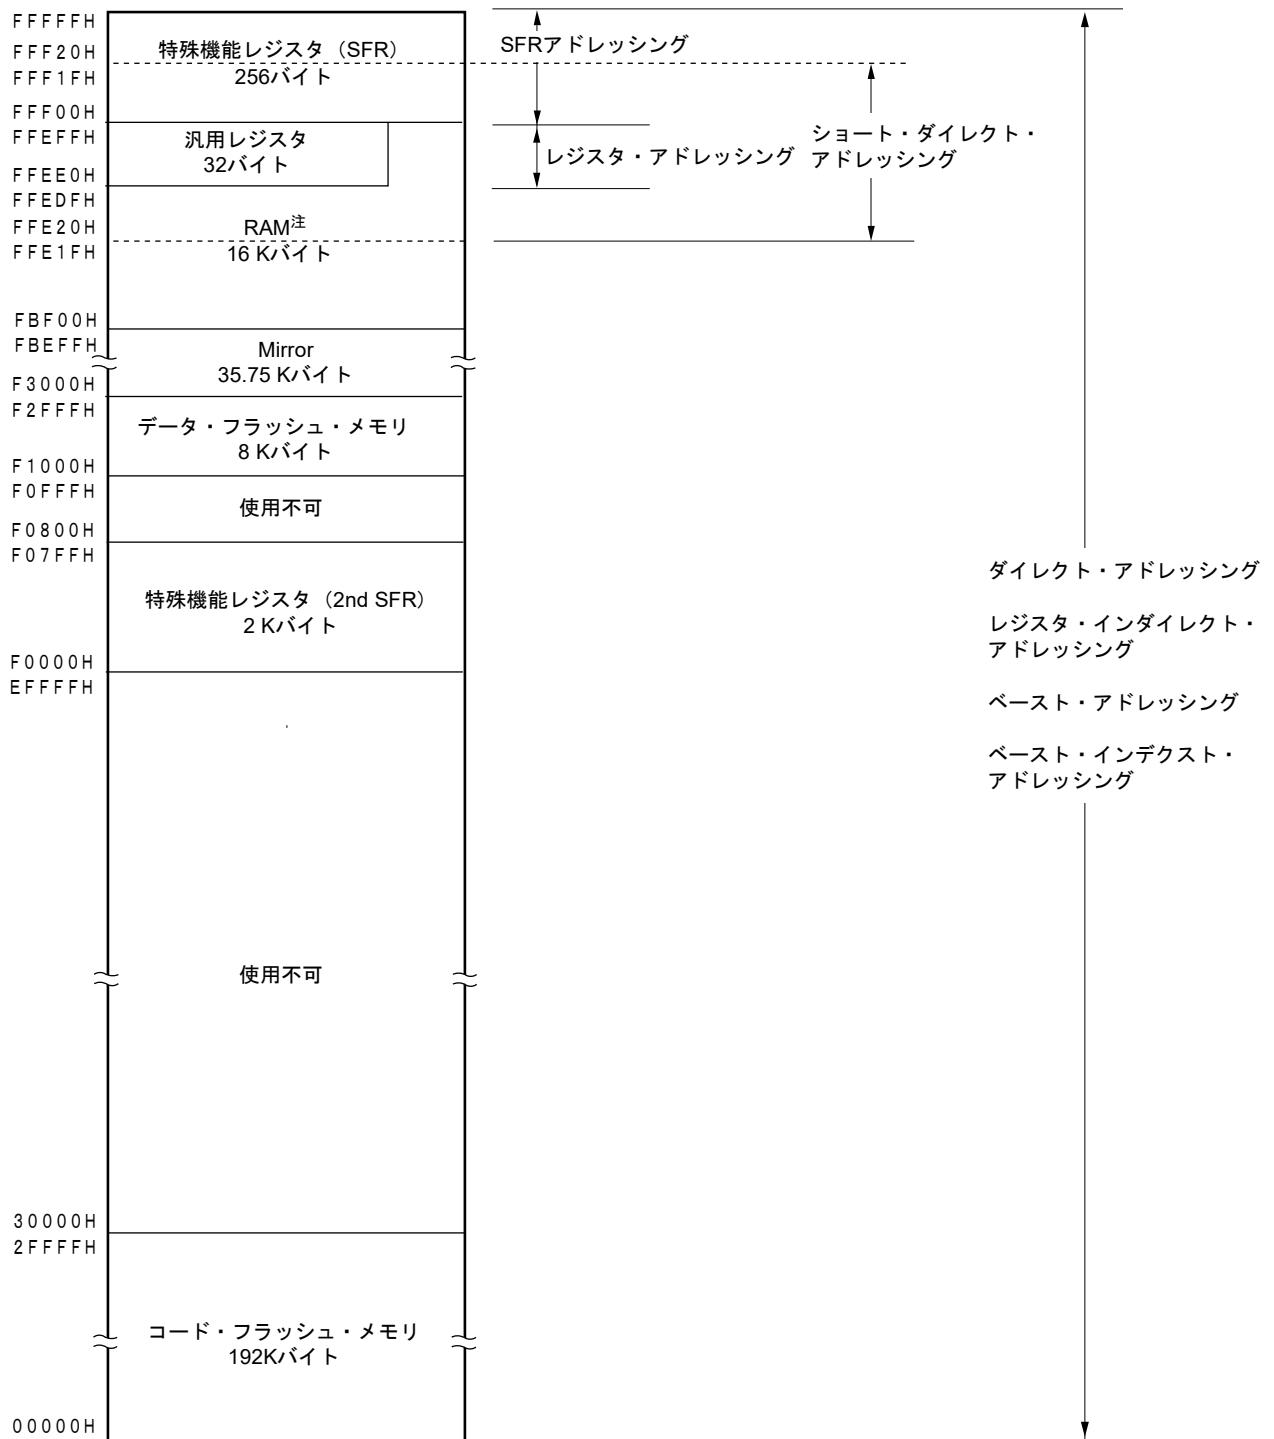 FFFFFH
FFF20H
FFF1FH
FFF00H
FFEFFH
FFEE0H
FFEDFH
FFE20H
FFE1FH
FBF00H
FBEFFH
F3000H
F2FFFH
F1000H
F0FFFH
F0800H
F07FFH
F0000H
EFFFFH
30000H
2FFFFH
00000H
特殊機能レジスタ（SFR）
256バイト
汎用レジスタ
32バイト
RAM注
16 Kバイト
Mirror
35.75 Kバイト
データ・フラッシュ・メモリ
8 Kバイト
使用不可
特殊機能レジスタ（2nd SFR）
2 Kバイト
使用不可
コード・フラッシュ・メモリ
192Kバイト
SFRアドレッシング
レジスタ・アドレッシング
ショート・ダイレクト・
アドレッシング
ダイレクト・アドレッシング
レジスタ・インダイレクト・
アドレッシング
ベースト・アドレッシング
ベースト・インデクスト・
アドレッシング